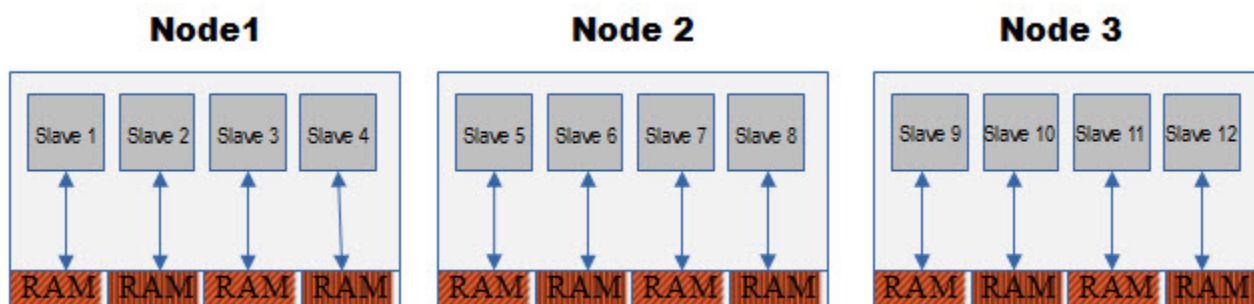 Node1 Node 2 Node 3
Slave 1 Slave 2 Slave 3 Slave 4 Slave 5 Slave 6 Slave 7 Slave 8 Slave 9 Slave 10 Slave 11 Slave 12
RAM RAM RAM RAM RAM RAM RAM RAM RAM RAM RAM RAM